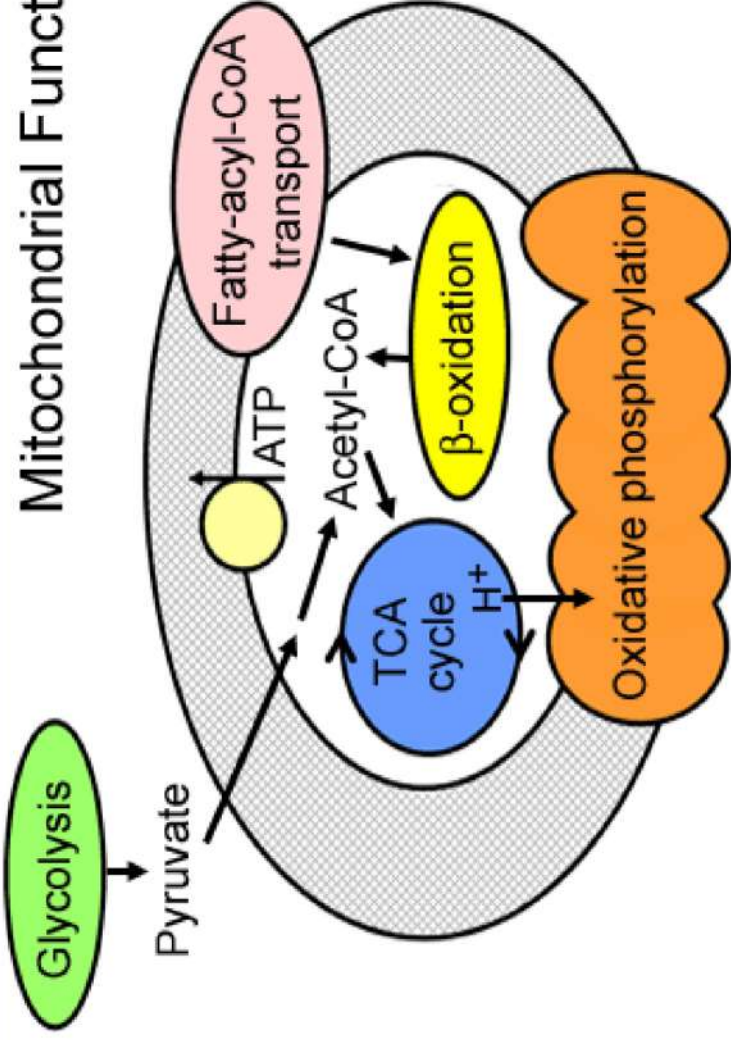 Mitochondrial Funct
Glycolysis
Pyruvate
ATP
Fatty-acyl-CoA
transport
Acetyl-CoA
TCA
cycle
H+
β-oxidation
Oxidative phosphorylation